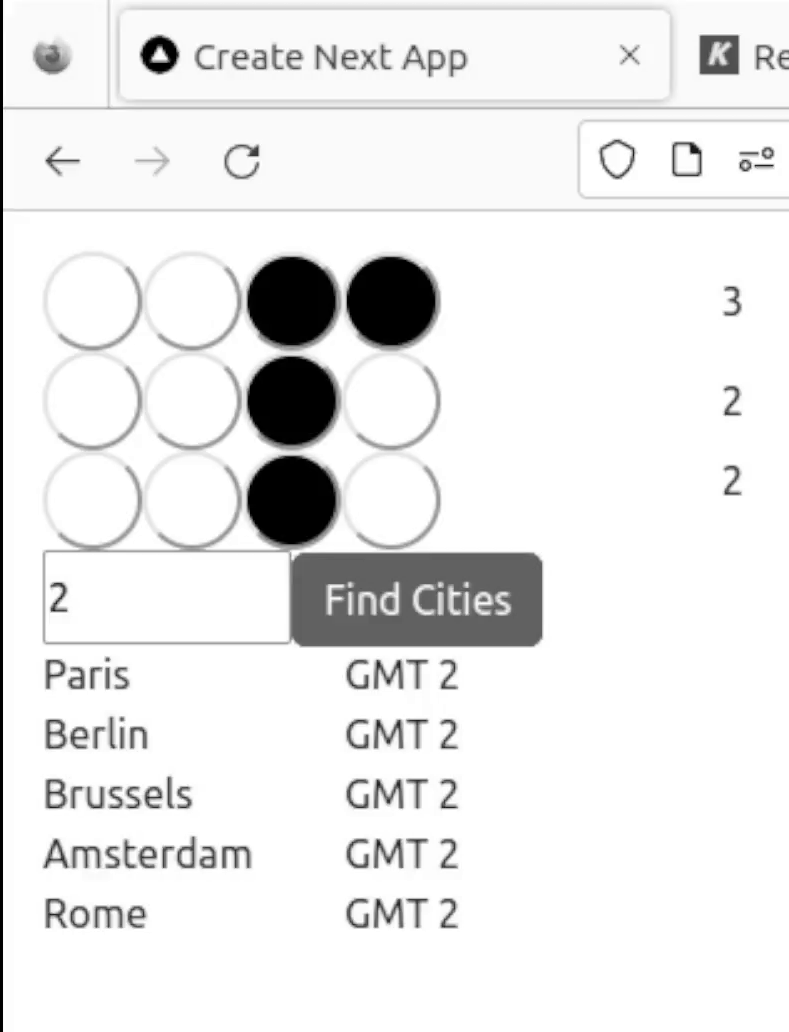 Create Next App
K Re
3
2
2
2 Find Cities
Paris GMT 2
Berlin GMT 2
Brussels GMT 2
Amsterdam GMT 2
Rome GMT 2